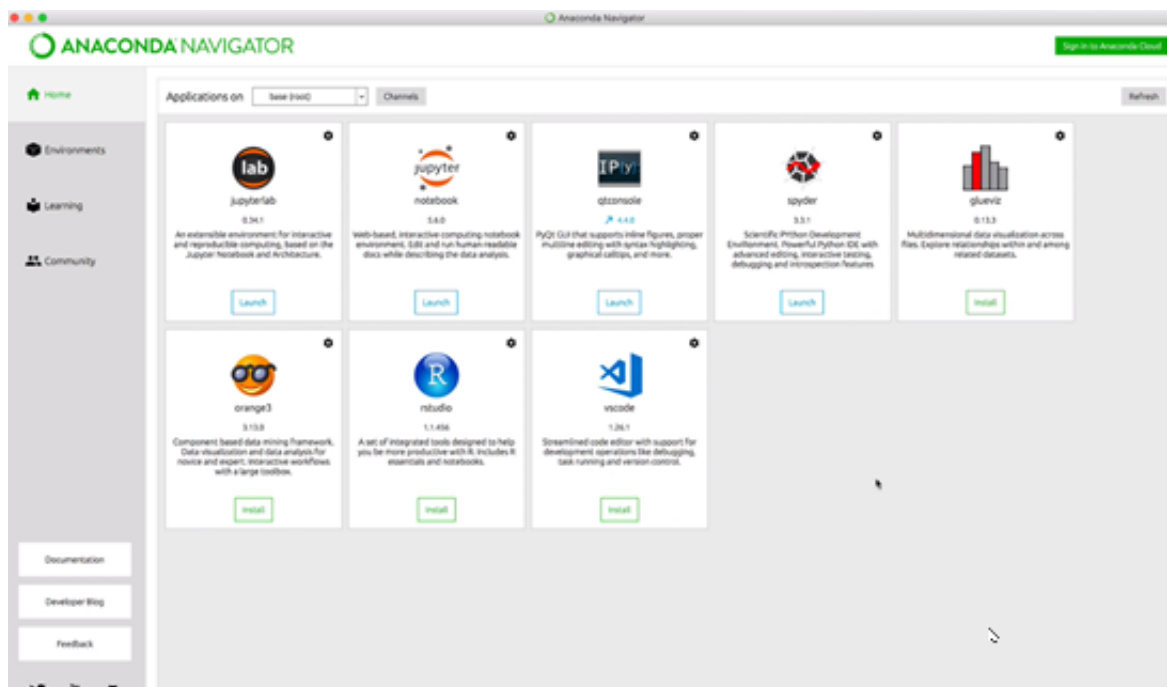 Anaconda Navigator
ANACONDA NAVIGATOR
Sign in to Anaconda Cloud
Home
Environments
Learning
Community
Documentation
Developer Blog
Feedback
Applications on
base (root)
Channels
Refresh
lab
jupyterlab
0.34.1
An extensible environment for interactive
and reproducible computing, based on the
Jupyter Notebook and Architecture.
Launch
jupyter
notebook
5.6.0
Web-based, interactive computing notebook
environment. Edit and run human-readable
docs while describing the data analysis.
Launch
IP[y]:
qtconsole
4.4.0
PyQt GUI that supports inline figures, proper
multiline editing with syntax highlighting,
graphical calltips, and more.
Launch
spyder
3.3.1
Scientific PYthon Development
EnviRonment. Powerful Python IDE with
advanced editing, interactive testing,
debugging and introspection features
Launch
glueviz
0.13.3
Multidimensional data visualization across
files. Explore relationships within and among
related datasets.
Install
orange3
3.13.0
Component based data mining framework.
Data visualization and data analysis for
novice and expert. Interactive workflows
with a large toolbox.
Install
R
rstudio
1.1.456
A set of integrated tools designed to help
you be more productive with R. Includes R
essentials and notebooks.
Install
vscode
1.26.1
Streamlined code editor with support for
development operations like debugging,
task running and version control.
Install